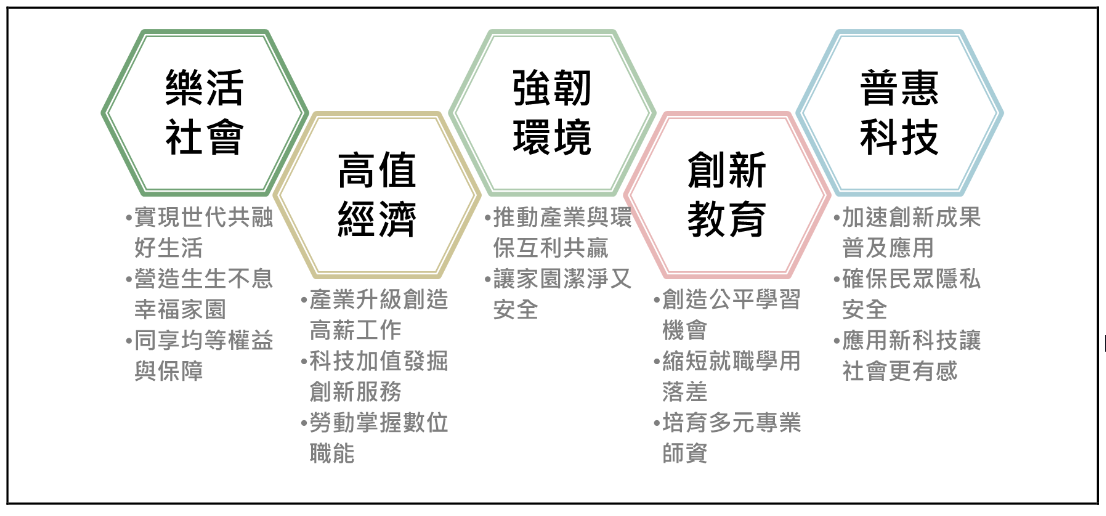 樂活
社會
•實現世代共融
好生活
•營造生生不息
幸福家園
•同享均等權益
與保障
高值
經濟
•產業升級創造
高薪工作
•科技加值發掘
創新服務
•勞動掌握數位
職能
強韌
環境
•推動產業與環
保互利共贏
•讓家園潔淨又
安全
創新
教育
•創造公平學習
機會
•縮短就職學用
落差
•培育多元專業
師資
普惠
科技
•加速創新成果
普及應用
•確保民眾隱私
安全
•應用新科技讓
社會更有感